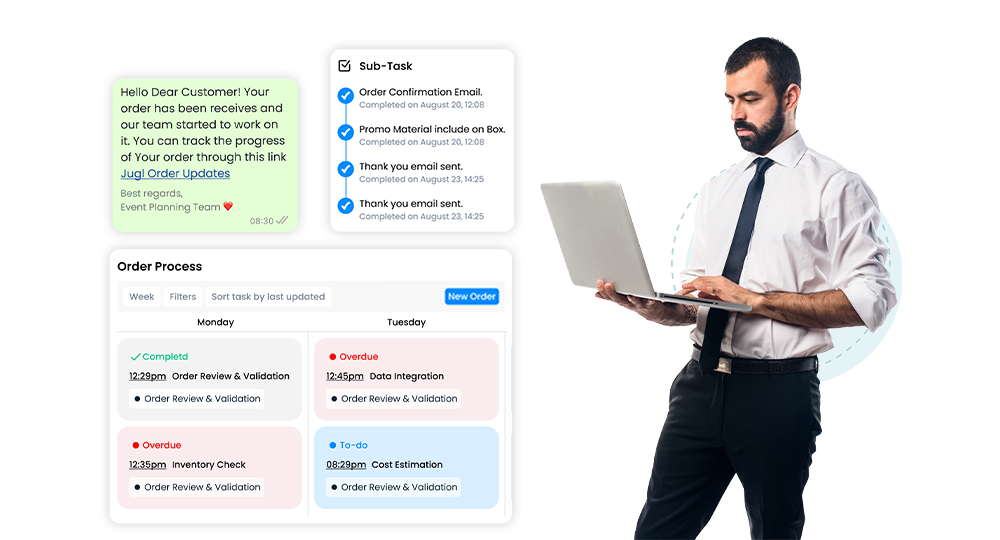 Hello Dear Customer! Your
order has been receives and
our team started to work on
it. You can track the progress
of Your order through this link
Jugl Order Updates
Best regards,
Event Planning Team ❤️
08:30
Sub-Task
Order Confirmation Email.
Completed on August 20, 12:08
Promo Material include on Box.
Completed on August 20, 12:08
Thank you email sent.
Completed on August 23, 14:25
Thank you email sent.
Completed on August 23, 14:25
Order Process
Week Filters Sort task by last updated New Order
Monday Tuesday
Completd
12:29pm Order Review & Validation
Order Review & Validation
Overdue
12:45pm Data Integration
Order Review & Validation
Overdue
12:35pm Inventory Check
Order Review & Validation
To-do
08:29pm Cost Estimation
Order Review & Validation